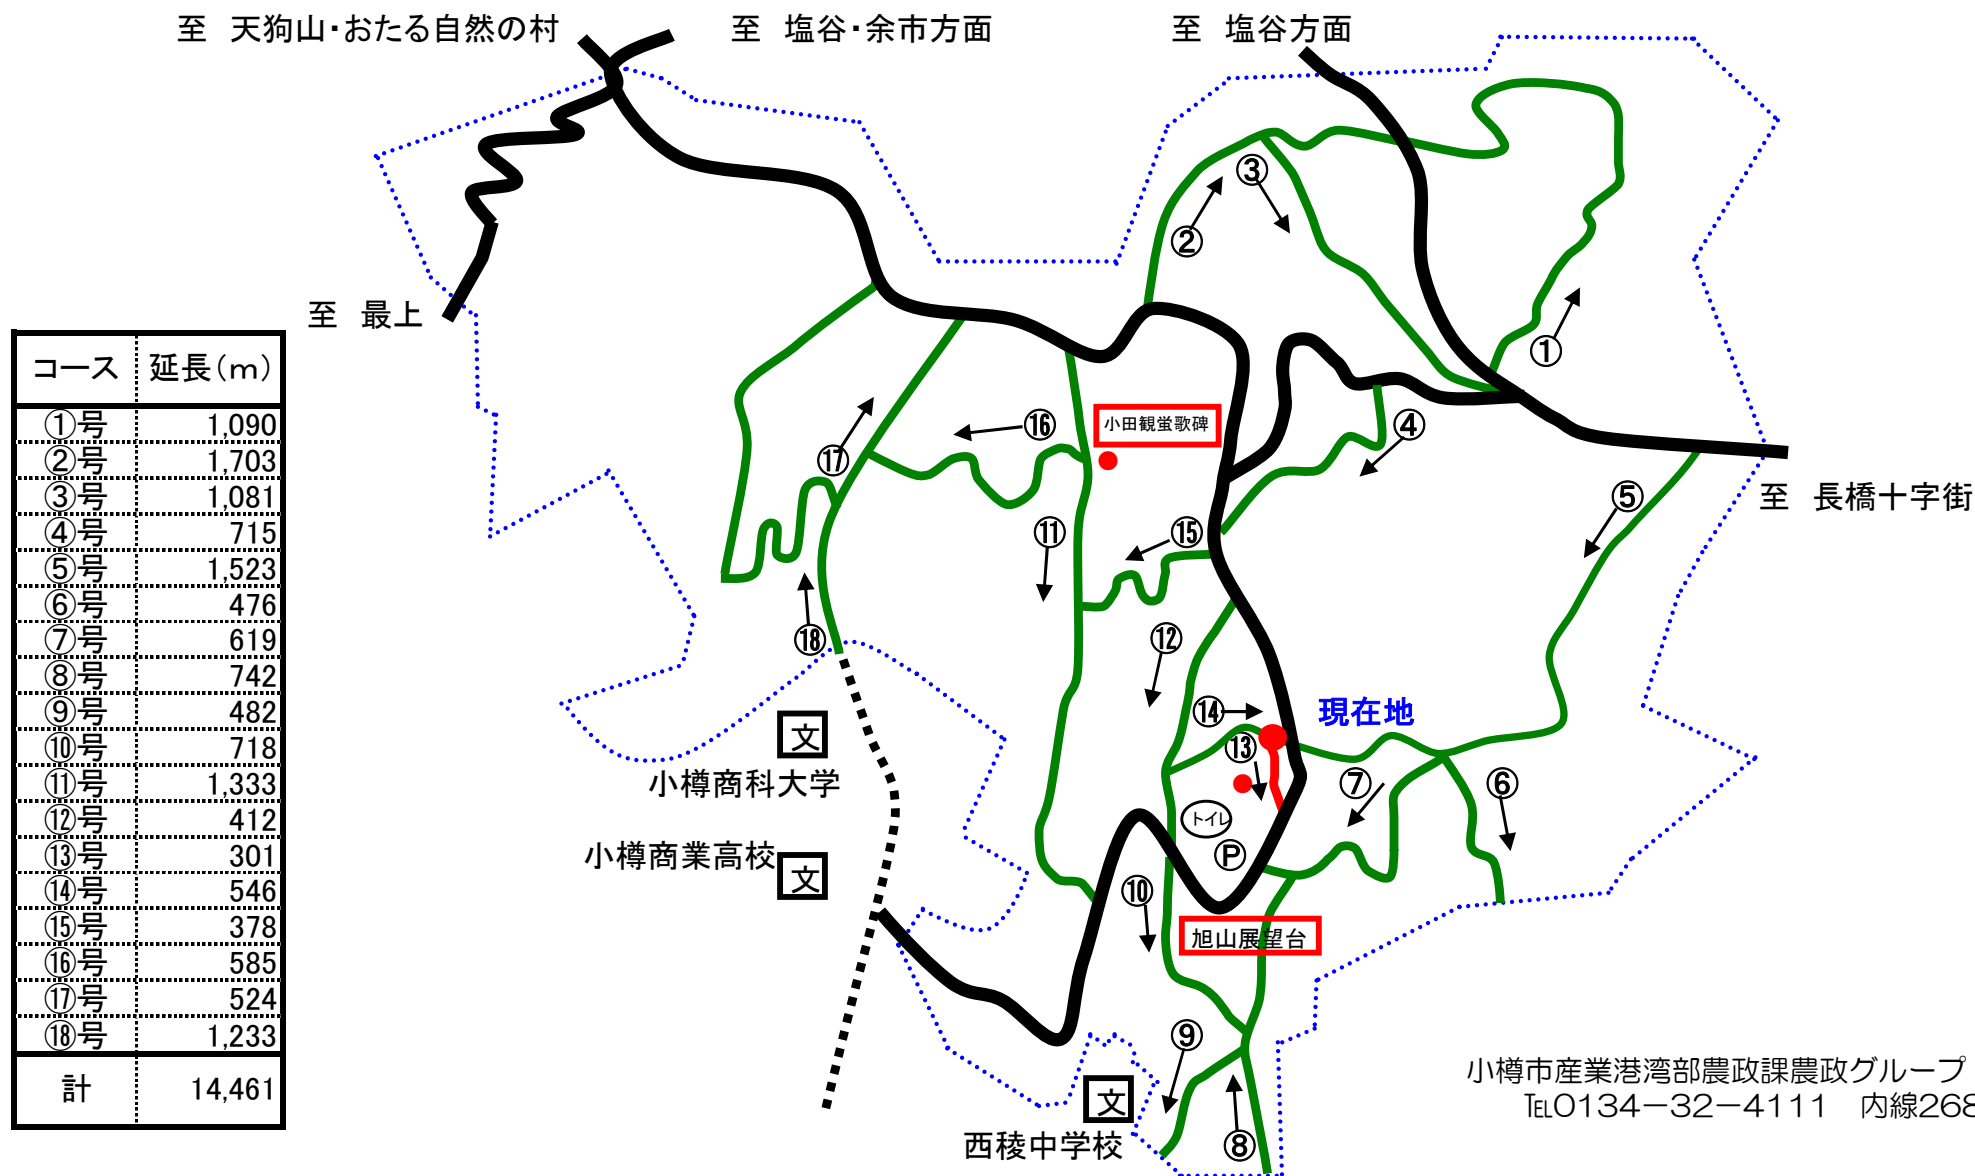 至 天狗山・おたる自然の村
至 塩谷・余市方面
至 塩谷方面
至 最上
至 長橋十字街
コース 延長(m)
①号 1,090
②号 1,703
③号 1,081
④号 715
⑤号 1,523
⑥号 476
⑦号 619
⑧号 742
⑨号 482
⑩号 718
⑪号 1,333
⑫号 412
⑬号 301
⑭号 546
⑮号 378
⑯号 585
⑰号 524
⑱号 1,233
計 14,461
③
②
①
小田観蛍歌碑
⑯
④
⑰
⑤
⑪
⑮
⑫
⑱
⑭
現在地
⑬
⑦
⑥
文
小樽商科大学
トイレ
P
小樽商業高校
文
⑩
旭山展望台
⑨
⑧
文
西稜中学校
小樽市産業港湾部農政課農政グループ
℡0134-32-4111 内線268